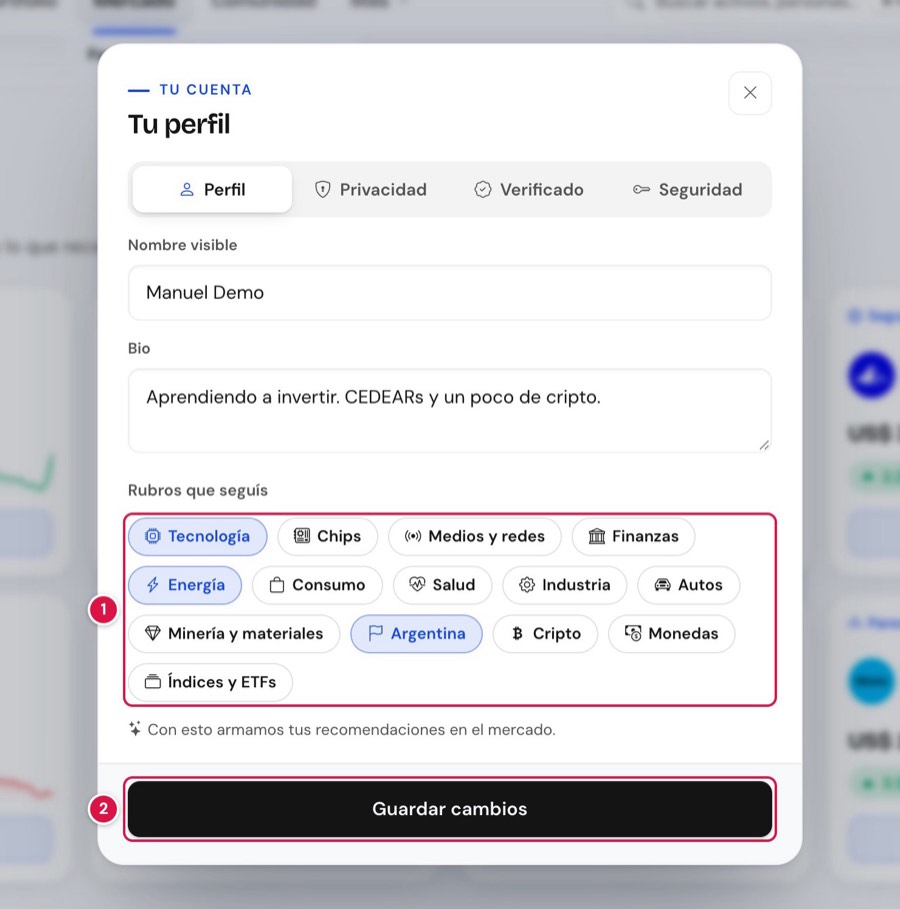 TU CUENTA
Tu perfil
Perfil Privacidad Verificado Seguridad
Nombre visible
Manuel Demo
Bio
Aprendiendo a invertir. CEDEARs y un poco de cripto.
Rubros que seguís
Tecnología Chips Medios y redes Finanzas
Energía Consumo Salud Industria Autos
1
Minería y materiales Argentina Cripto Monedas
Índices y ETFs
Con esto armamos tus recomendaciones en el mercado.
2 Guardar cambios